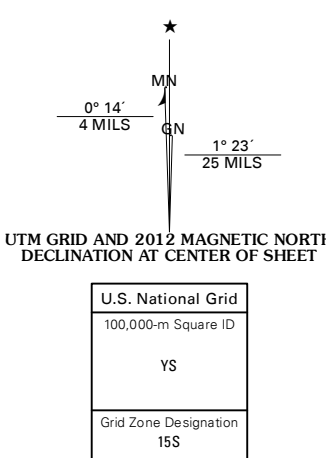 ★
MN
0° 14´
4 MILS
GN
1° 23´
25 MILS
UTM GRID AND 2012 MAGNETIC NORTH
DECLINATION AT CENTER OF SHEET
U.S. National Grid
100,000-m Square ID
YS
Grid Zone Designation
15S